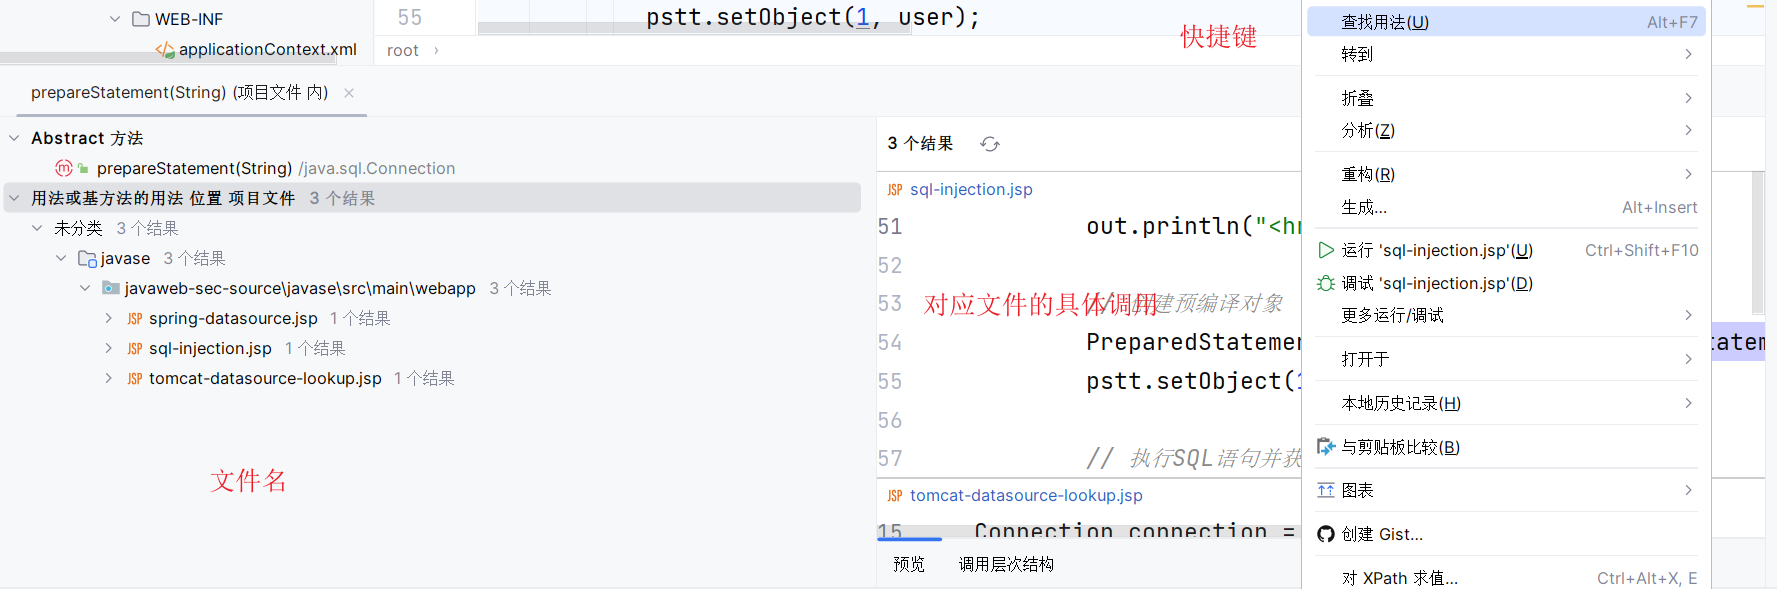 WEB-INF
applicationContext.xml
55 pstt.setObject(1, user);
root
快捷键
prepareStatement(String) (项目文件 内)
Abstract 方法
prepareStatement(String) /java.sql.Connection
用法或基方法的用法 位置 项目文件 3 个结果
未分类 3 个结果
javase 3 个结果
javaweb-sec-source\javase\src\main\webapp 3 个结果
JSP spring-datasource.jsp 1 个结果
JSP sql-injection.jsp 1 个结果
JSP tomcat-datasource-lookup.jsp 1 个结果
文件名
3 个结果
JSP sql-injection.jsp
51 out.println("<h
52
53 建预编译对象
对应文件的具体调用
54 PreparedStatemen
55 pstt.setObject(1
56
57 // 执行SQL语句并获
JSP tomcat-datasource-lookup.jsp
15 Connection connection =
预览 调用层次结构
查找用法(U) Alt+F7
转到
折叠
分析(Z)
重构(R)
生成... Alt+Insert
运行 'sql-injection.jsp'(U) Ctrl+Shift+F10
调试 'sql-injection.jsp'(D)
更多运行/调试
打开于
本地历史记录(H)
与剪贴板比较(B)
图表
创建 Gist...
对 XPath 求值... Ctrl+Alt+X, E
tatem